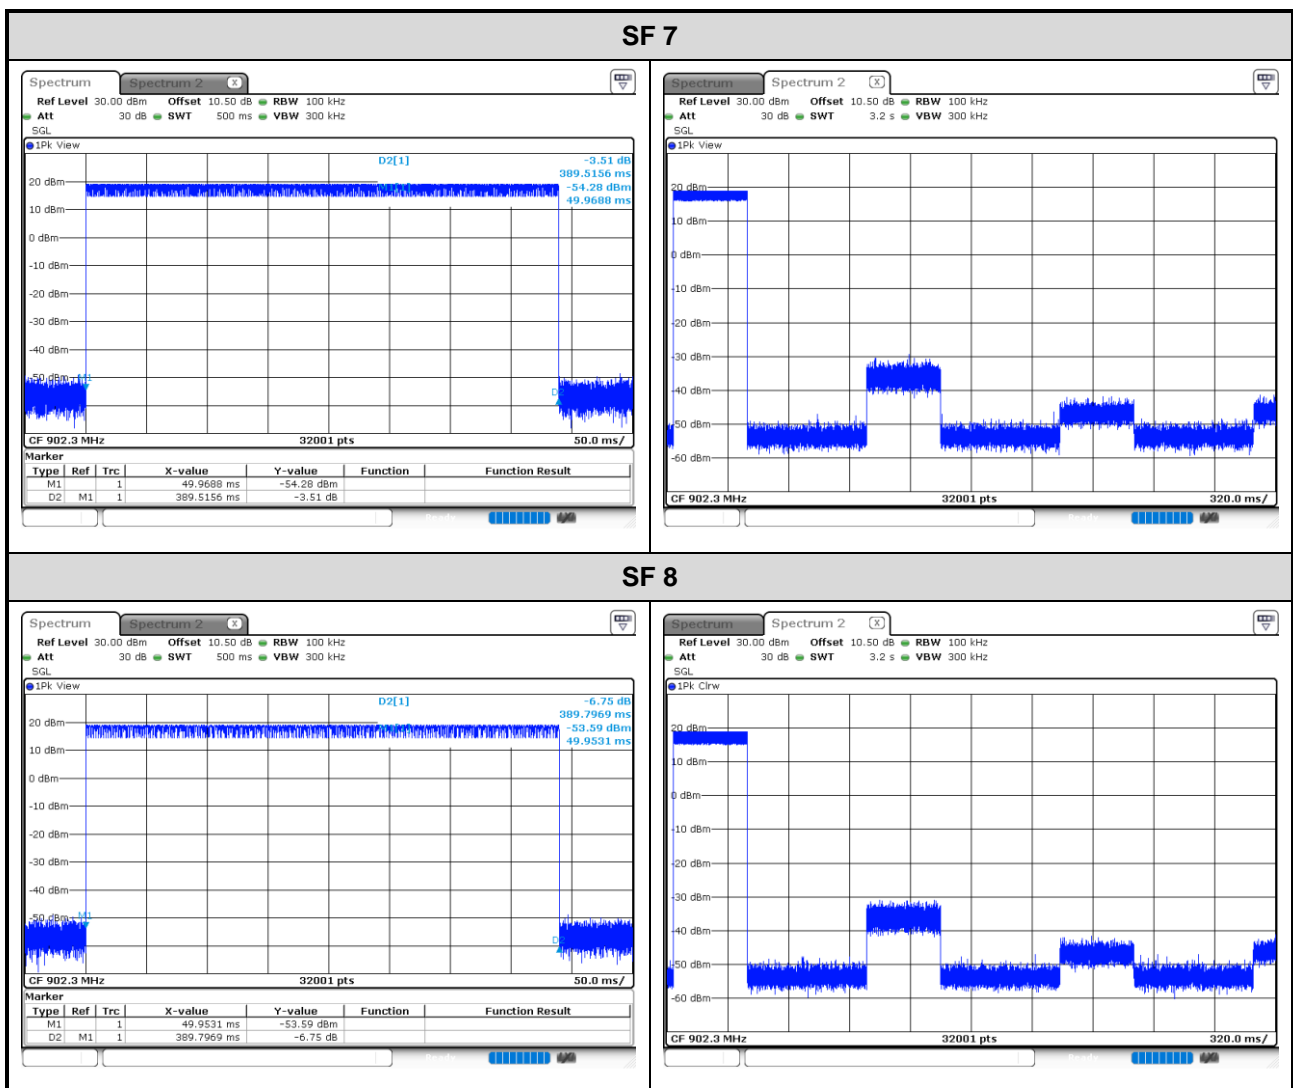 SF 7
Spectrum Spectrum 2 X
Ref Level 30.00 dBm Offset 10.50 dB RBW 100 kHz
Att 30 dB SWT 500 ms VBW 300 kHz
SGL
1Pk View
D2[1] -3.51 dB
389.5156 ms
-54.28 dBm
49.9688 ms
20 dBm
10 dBm
0 dBm
-10 dBm
-20 dBm
-30 dBm
-40 dBm
-50 dBm M1
D2
CF 902.3 MHz 32001 pts 50.0 ms/
Marker
Type Ref Trc X-value Y-value Function Function Result
M1 1 49.9688 ms -54.28 dBm
D2 M1 1 389.5156 ms -3.51 dB
Spectrum Spectrum 2 X
Ref Level 30.00 dBm Offset 10.50 dB RBW 100 kHz
Att 30 dB SWT 3.2 s VBW 300 kHz
SGL
1Pk View
20 dBm
10 dBm
0 dBm
-10 dBm
-20 dBm
-30 dBm
-40 dBm
-50 dBm
-60 dBm
CF 902.3 MHz 32001 pts 320.0 ms/
SF 8
Spectrum Spectrum 2 X
Ref Level 30.00 dBm Offset 10.50 dB RBW 100 kHz
Att 30 dB SWT 500 ms VBW 300 kHz
SGL
1Pk View
D2[1] -6.75 dB
389.7969 ms
-53.59 dBm
49.9531 ms
20 dBm
10 dBm
0 dBm
-10 dBm
-20 dBm
-30 dBm
-40 dBm
-50 dBm M1
D2
CF 902.3 MHz 32001 pts 50.0 ms/
Marker
Type Ref Trc X-value Y-value Function Function Result
M1 1 49.9531 ms -53.59 dBm
D2 M1 1 389.7969 ms -6.75 dB
Spectrum Spectrum 2 X
Ref Level 30.00 dBm Offset 10.50 dB RBW 100 kHz
Att 30 dB SWT 3.2 s VBW 300 kHz
SGL
1Pk Clrw
20 dBm
10 dBm
0 dBm
-10 dBm
-20 dBm
-30 dBm
-40 dBm
-50 dBm
-60 dBm
CF 902.3 MHz 32001 pts 320.0 ms/